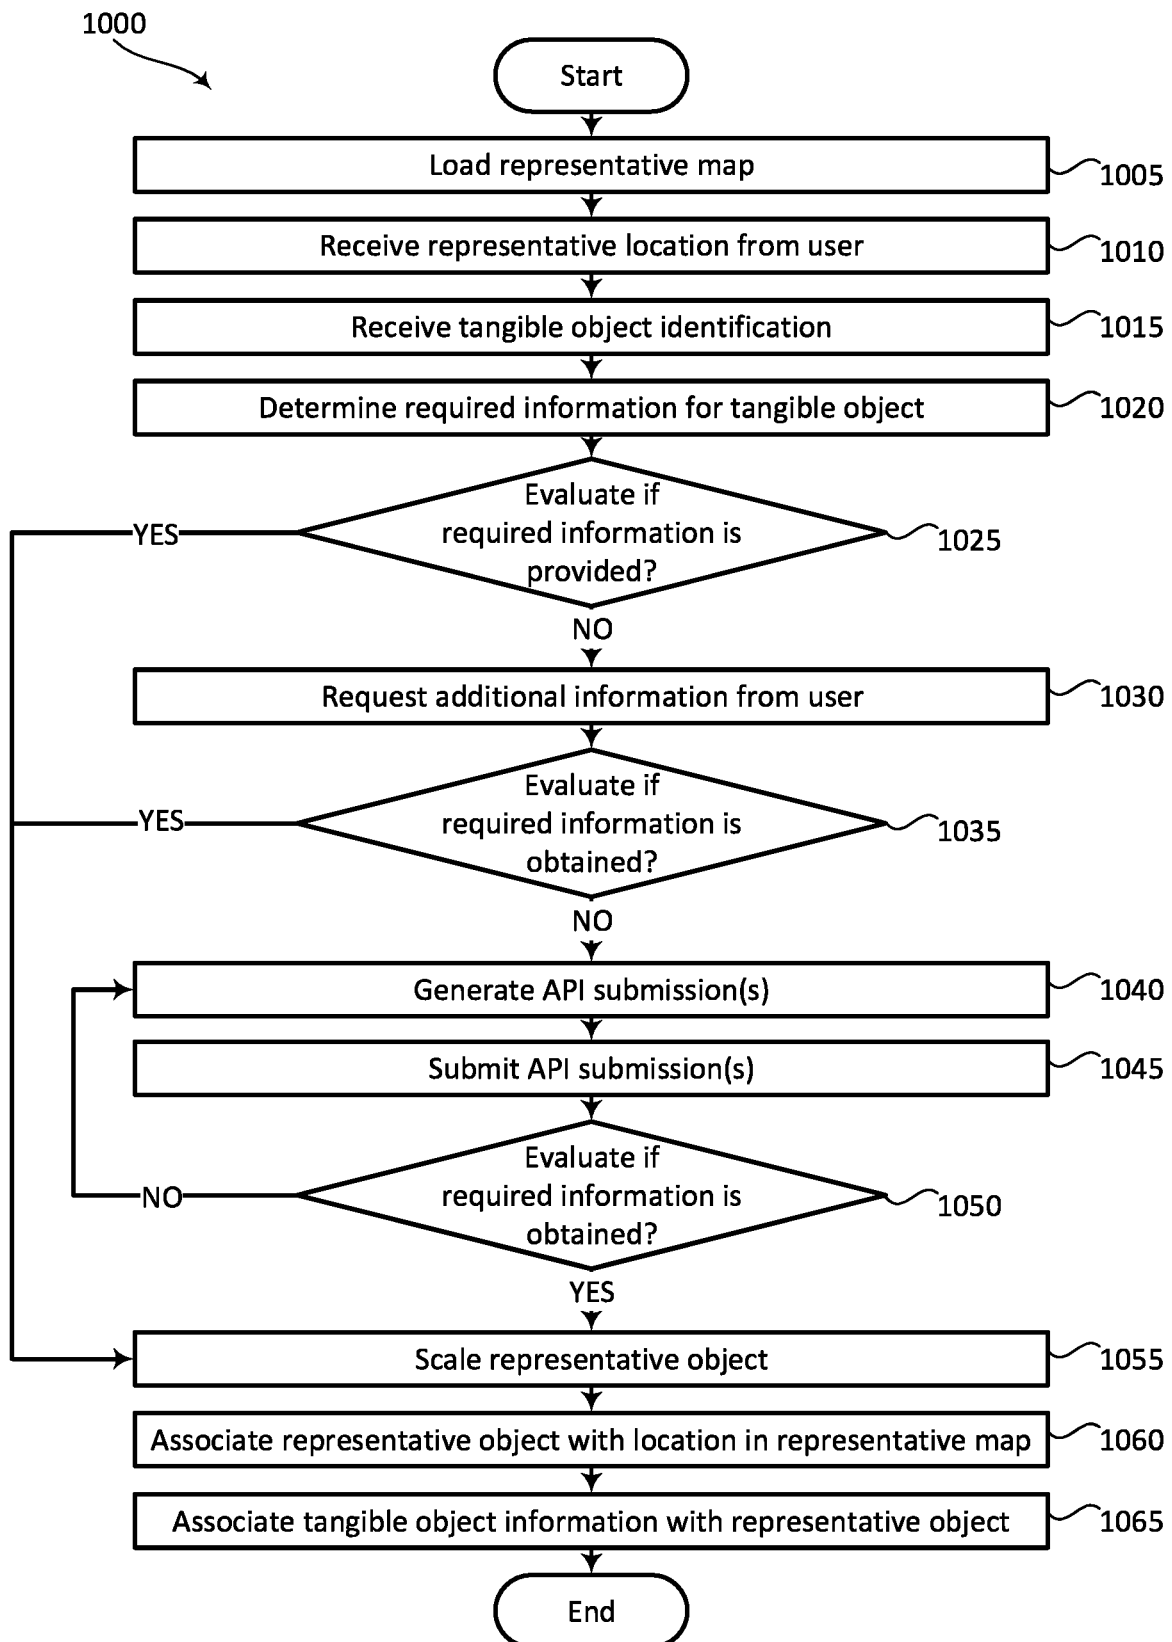 1000
Start
Load representative map
1005
Receive representative location from user
1010
Receive tangible object identification
1015
Determine required information for tangible object
1020
Evaluate if
required information is
provided?
YES
1025
NO
Request additional information from user
1030
Evaluate if
required information is
obtained?
YES
1035
NO
Generate API submission(s)
1040
Submit API submission(s)
1045
Evaluate if
required information is
obtained?
NO
1050
YES
Scale representative object
1055
Associate representative object with location in representative map
1060
Associate tangible object information with representative object
1065
End